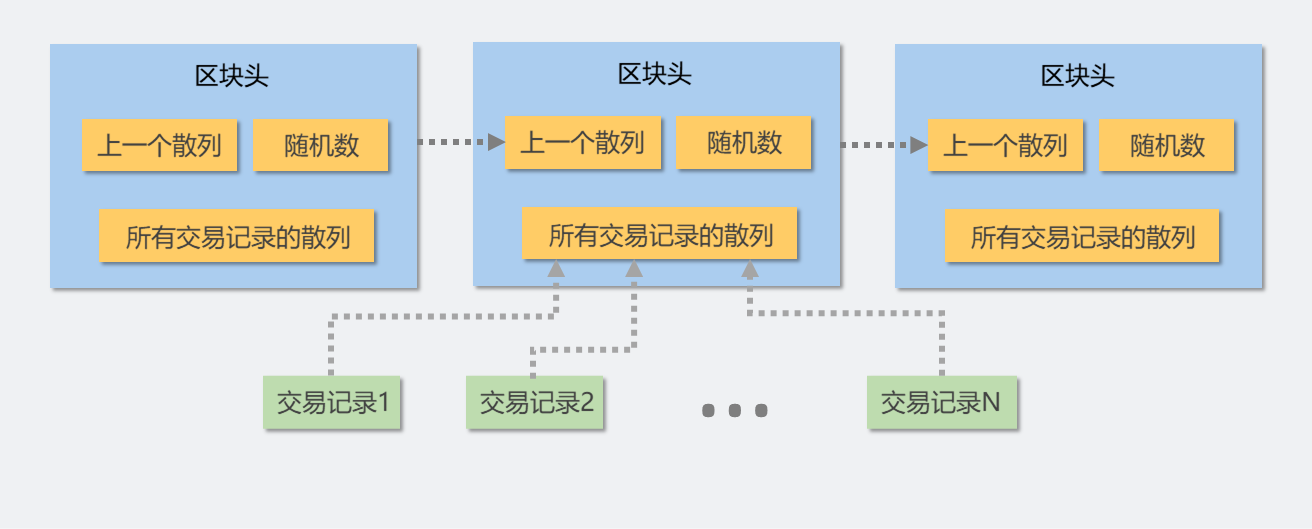 区块头
上一个散列
随机数
所有交易记录的散列
区块头
上一个散列
随机数
所有交易记录的散列
区块头
上一个散列
随机数
所有交易记录的散列
交易记录1
交易记录2
...
交易记录N